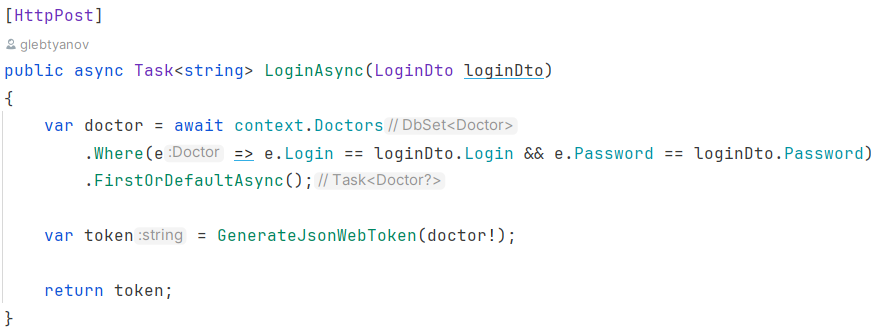 [HttpPost]
glebtyanov
public async Task<string> LoginAsync(LoginDto loginDto)
{
    var doctor = await context.Doctors // DbSet<Doctor>
        .Where(e :Doctor => e.Login == loginDto.Login && e.Password == loginDto.Password)
        .FirstOrDefaultAsync(); // Task<Doctor?>
    var token :string = GenerateJsonWebToken(doctor!);
    return token;
}